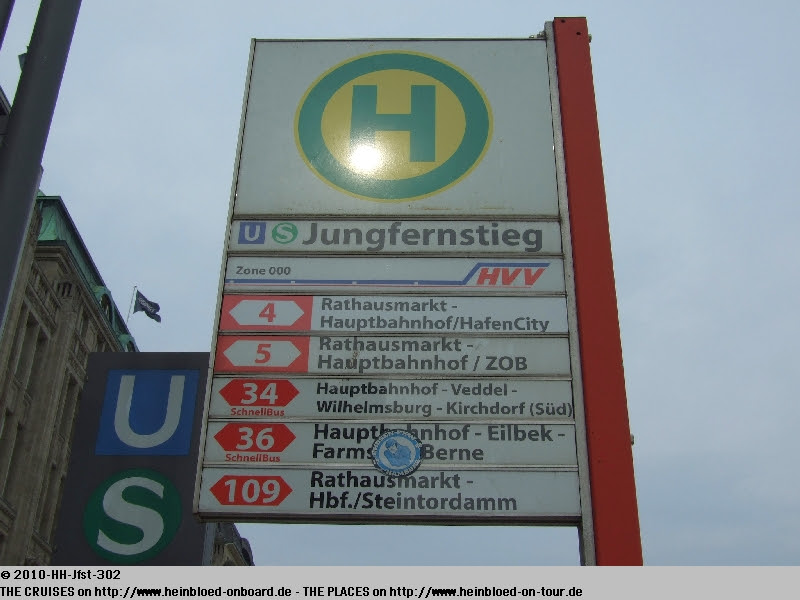 H
U S Jungfernstieg
Zone 000 HVV
4 Rathausmarkt -
Hauptbahnhof/HafenCity
5 Rathausmarkt -
Hauptbahnhof / ZOB
34 Hauptbahnhof - Veddel -
SchnellBus Wilhelmsburg - Kirchdorf (Süd)
36 Hauptbahnhof - Eilbek -
SchnellBus Farms Berne
109 Rathausmarkt -
Hbf./Steintordamm
U
S
© 2010-HH-Jfst-302
THE CRUISES on http://www.heinbloed-onboard.de - THE PLACES on http://www.heinbloed-on-tour.de